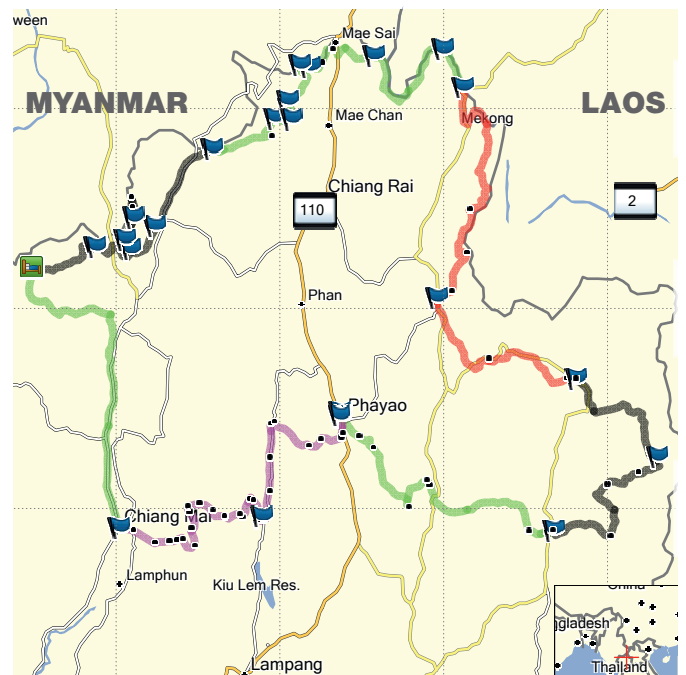 ween
Mae Sai
MYANMAR
LAOS
Mae Chan
Mekong
Chiang Rai
110
2
Phan
Phayao
Chiang Mai
Lamphun
Kiu Lem Res.
China
ngladesh
Thailand
Lampang